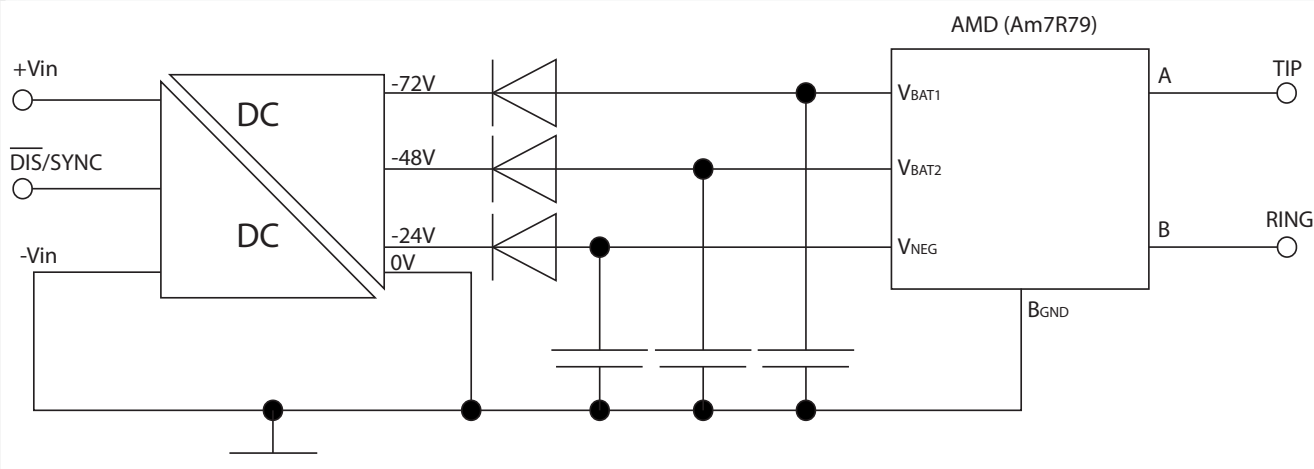 AMD (Am7R79)
+Vin
DC
-72V
VBAT1
A
TIP
DIS/SYNC
-48V
VBAT2
DC
-24V
VNEG
B
RING
-Vin
0V
BGND